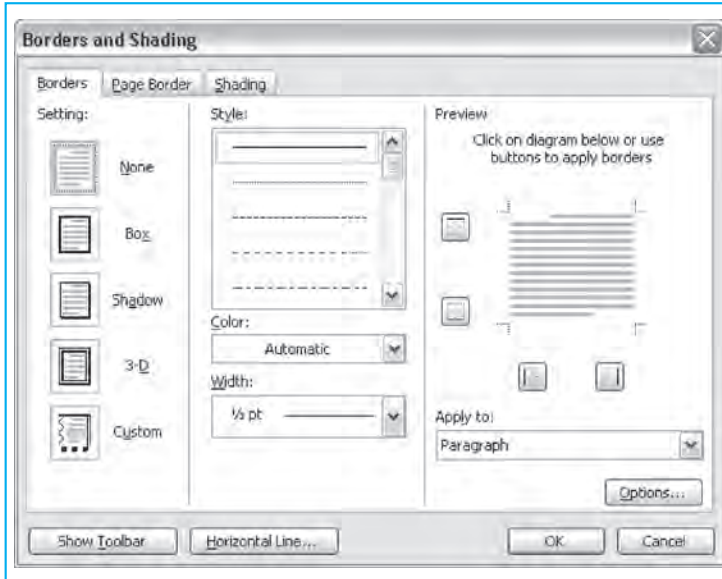 Borders and Shading
Borders
Page Border
Shading
Setting:
None
Box
Shadow
3-D
Custom
Style:
Color:
Automatic
Width:
½ pt
Preview
Click on diagram below or use
buttons to apply borders
Apply to:
Paragraph
Options...
Show Toolbar
Horizontal Line...
OK
Cancel